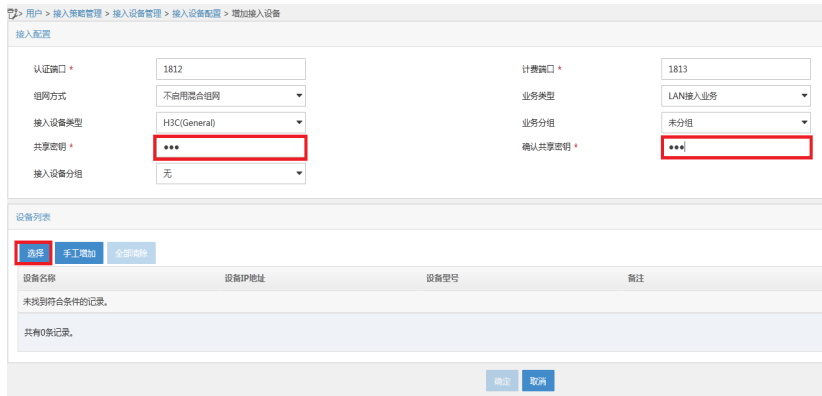 > 用户 > 接入策略管理 > 接入设备管理 > 接入设备配置 > 增加接入设备
接入配置
认证端口 * 1812 计费端口 * 1813
组网方式 不启用混合组网 业务类型 LAN接入业务
接入设备类型 H3C(General) 业务分组 未分组
共享密钥 * ●●● 确认共享密钥 * ●●●
接入设备分组 无
设备列表
选择 手工增加 全部清除
设备名称 设备IP地址 设备型号 备注
未找到符合条件的记录。
共有0条记录。
确定 取消